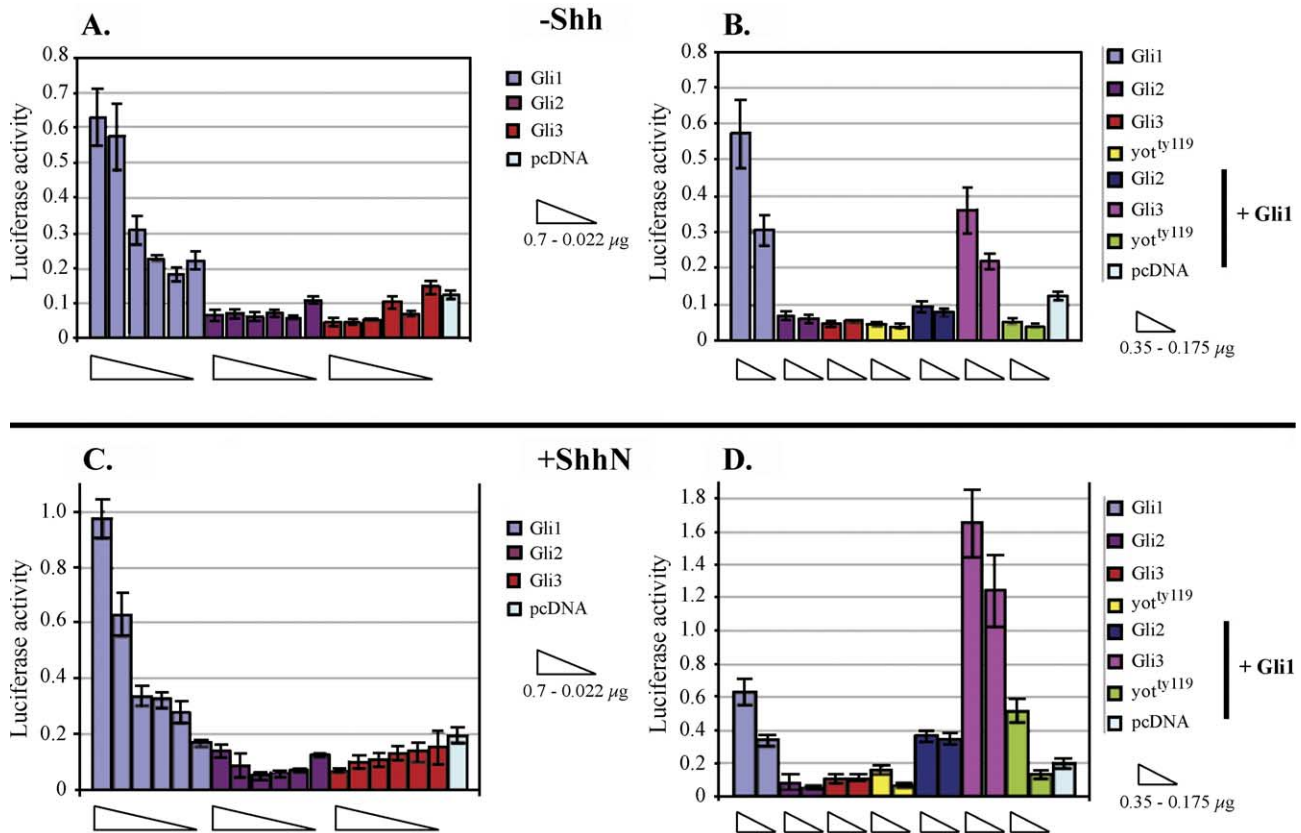 A.
-Shh
Luciferase activity
0.8
0.7
0.6
0.5
0.4
0.3
0.2
0.1
0
Gli1
Gli2
Gli3
pcDNA
0.7 - 0.022 µg
B.
Luciferase activity
0.8
0.7
0.6
0.5
0.4
0.3
0.2
0.1
0
Gli1
Gli2
Gli3
yot ty119
Gli2
Gli3
yot ty119
pcDNA
+ Gli1
0.35 - 0.175 µg
C.
+ShhN
Luciferase activity
1.0
0.8
0.6
0.4
0.2
0
Gli1
Gli2
Gli3
pcDNA
0.7 - 0.022 µg
D.
Luciferase activity
1.8
1.6
1.4
1.2
1.0
0.8
0.6
0.4
0.2
0
Gli1
Gli2
Gli3
yot ty119
Gli2
Gli3
yot ty119
pcDNA
+ Gli1
0.35 - 0.175 µg